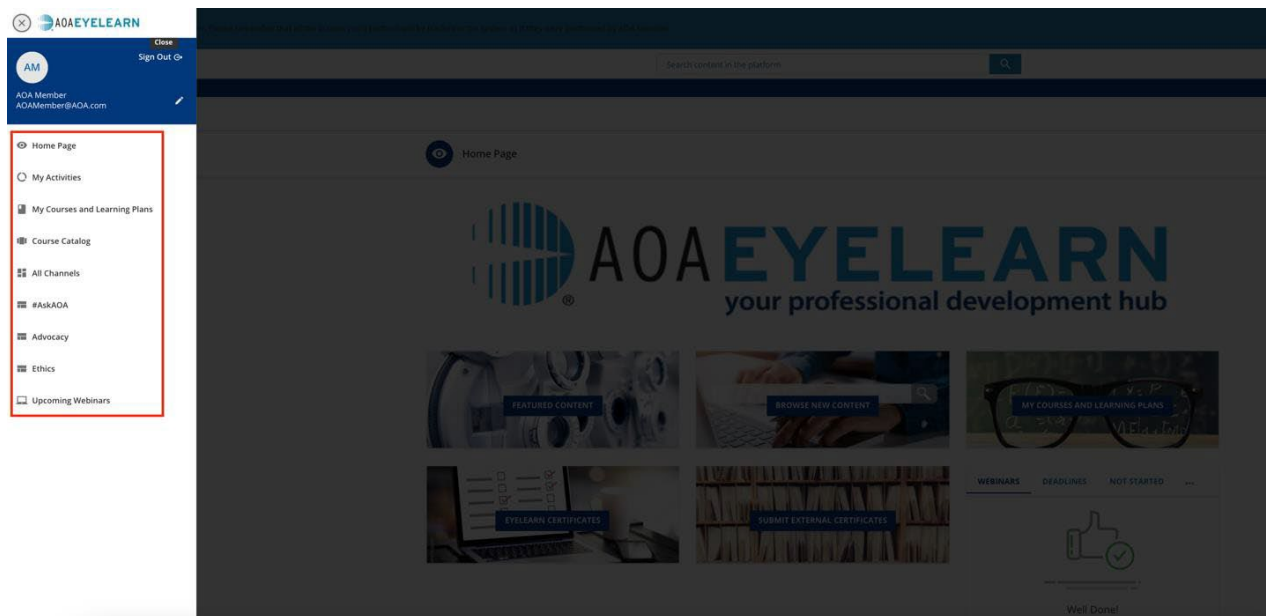 AOAEYELEARN
Close
Sign Out
AM
AOA Member
AOAMember@AOA.com
Home Page
My Activities
My Courses and Learning Plans
Course Catalog
All Channels
#AskAOA
Advocacy
Ethics
Upcoming Webinars
Search content in the platform
Home Page
AOAEYELEARN
®
your professional development hub
FEATURED CONTENT
BROWSE NEW CONTENT
MY COURSES AND LEARNING PLANS
EYELEARN CERTIFICATES
SUBMIT EXTERNAL CERTIFICATES
WEBINARS DEADLINES NOT STARTED ...
Well Done!